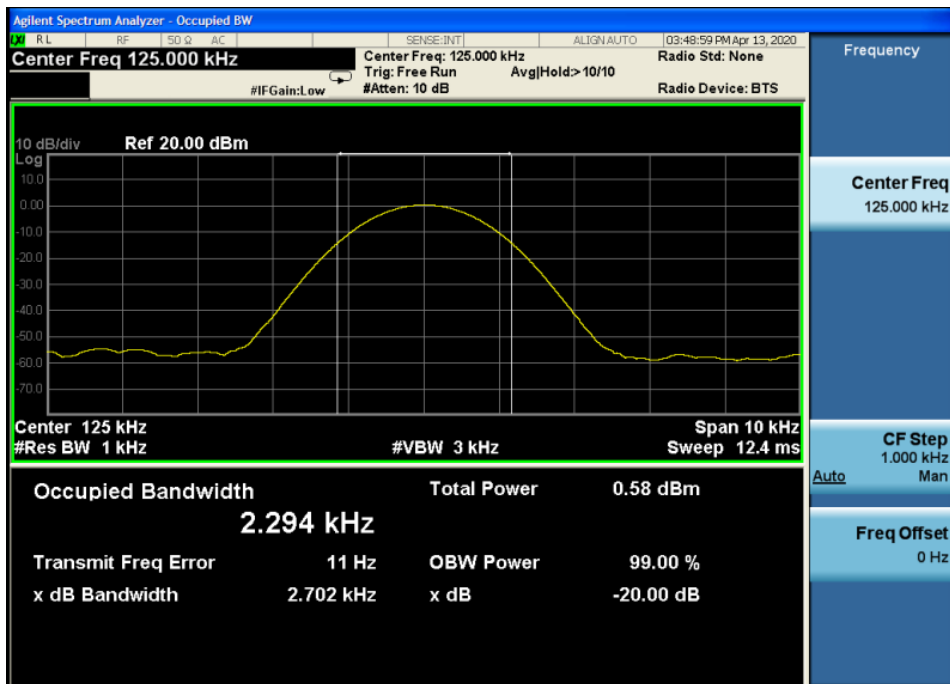 Agilent Spectrum Analyzer - Occupied BW
LXI RL RF 50 Ω AC SENSE:INT ALIGN AUTO 03:48:59 PM Apr 13, 2020
Center Freq 125.000 kHz
Center Freq: 125.000 kHz
Radio Std: None
Trig: Free Run Avg|Hold:> 10/10
#IFGain:Low
#Atten: 10 dB
Radio Device: BTS
10 dB/div Ref 20.00 dBm
Log
10.0
0.00
-10.0
-20.0
-30.0
-40.0
-50.0
-60.0
-70.0
Center 125 kHz Span 10 kHz
#Res BW 1 kHz #VBW 3 kHz Sweep 12.4 ms
Occupied Bandwidth Total Power 0.58 dBm
2.294 kHz
Transmit Freq Error 11 Hz OBW Power 99.00 %
x dB Bandwidth 2.702 kHz x dB -20.00 dB
Frequency
Center Freq
125.000 kHz
CF Step
1.000 kHz
Auto Man
Freq Offset
0 Hz